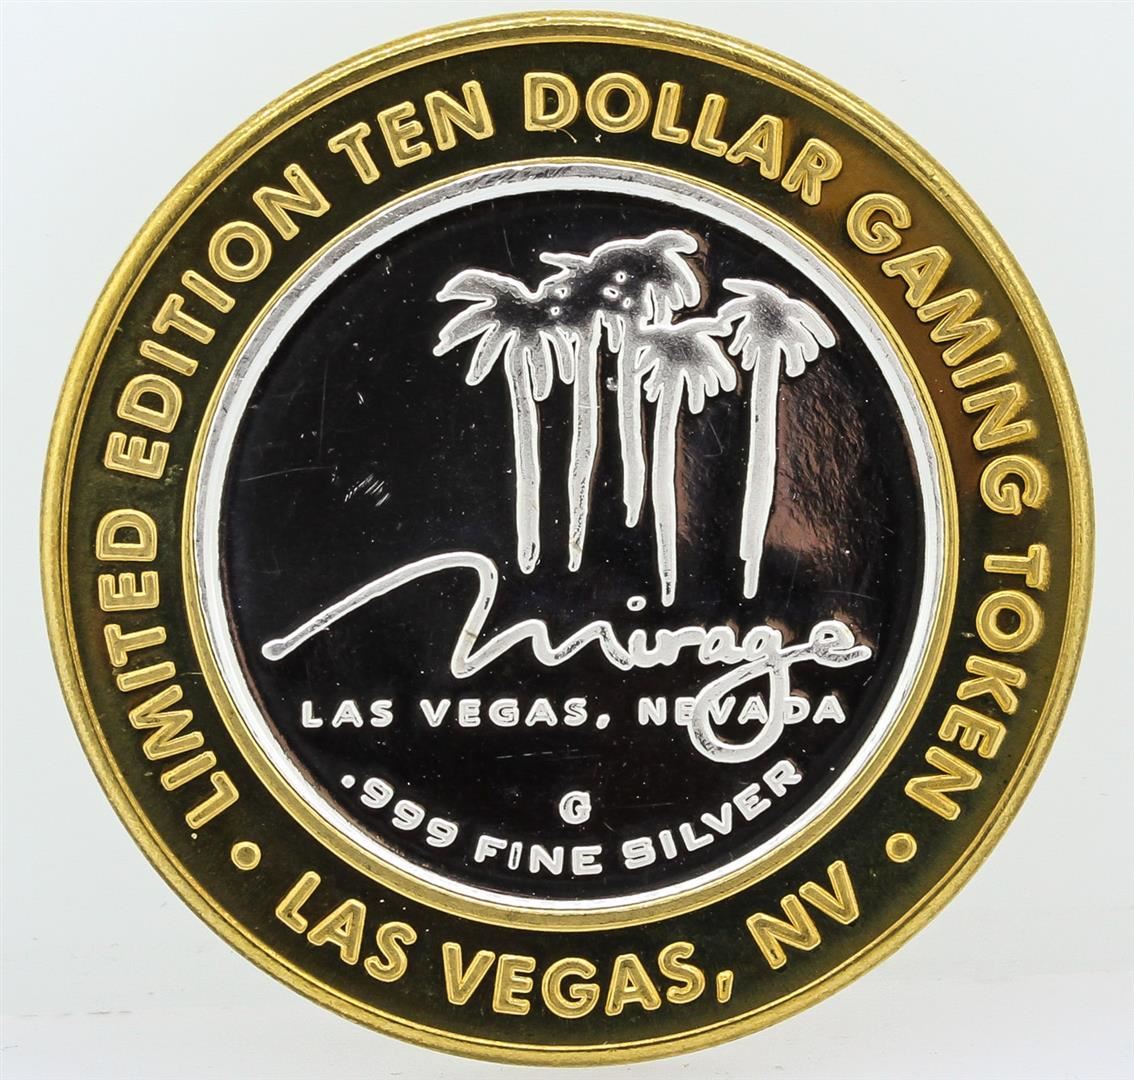 LIMITED EDITION TEN DOLLAR GAMING TOKEN
Mirage
LAS VEGAS, NEVADA
G
.999 FINE SILVER
• LAS VEGAS, NV •